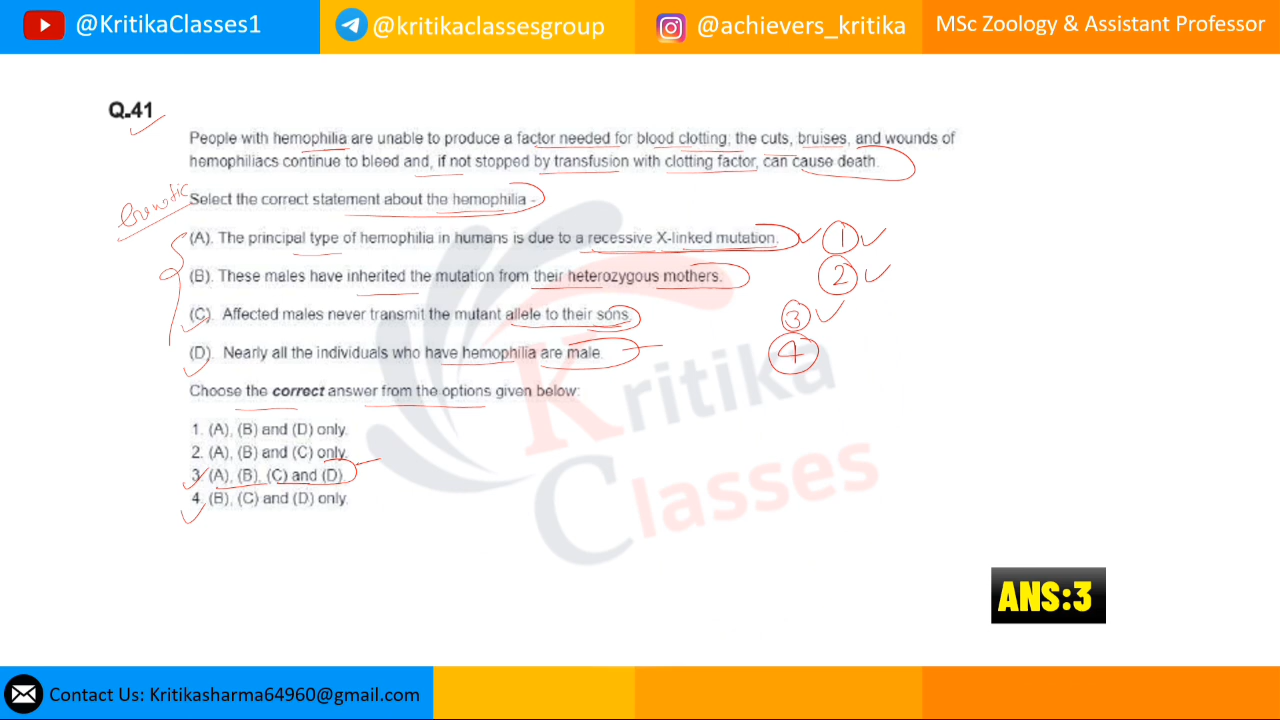 @KritikaClasses1
@kritikaclassesgroup
@achievers_kritika
MSc Zoology & Assistant Professor
Q.41
People with hemophilia are unable to produce a factor needed for blood clotting; the cuts, bruises, and wounds of
hemophiliacs continue to bleed and, if not stopped by transfusion with clotting factor, can cause death.
Genetic
Select the correct statement about the hemophilia -
(A). The principal type of hemophilia in humans is due to a recessive X-linked mutation. 1
(B). These males have inherited the mutation from their heterozygous mothers. 2
(C). Affected males never transmit the mutant allele to their sons. 3
(D). Nearly all the individuals who have hemophilia are male. 4
Choose the correct answer from the options given below:
1. (A), (B) and (D) only.
2. (A), (B) and (C) only.
3. (A), (B), (C) and (D)
4. (B), (C) and (D) only.
Kritika
Classes
ANS:3
Contact Us: Kritikasharma64960@gmail.com